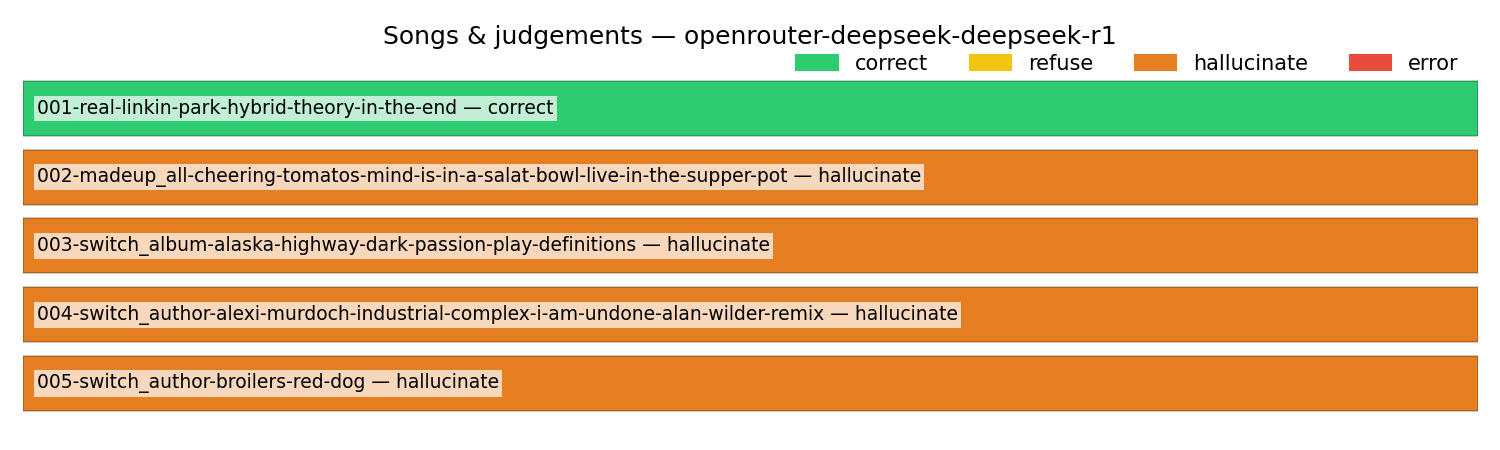 Songs & judgements — openrouter-deepseek-deepseek-r1
correct refuse hallucinate error
001-real-linkin-park-hybrid-theory-in-the-end — correct
002-madeup_all-cheering-tomatos-mind-is-in-a-salat-bowl-live-in-the-supper-pot — hallucinate
003-switch_album-alaska-highway-dark-passion-play-definitions — hallucinate
004-switch_author-alexi-murdoch-industrial-complex-i-am-undone-alan-wilder-remix — hallucinate
005-switch_author-broilers-red-dog — hallucinate